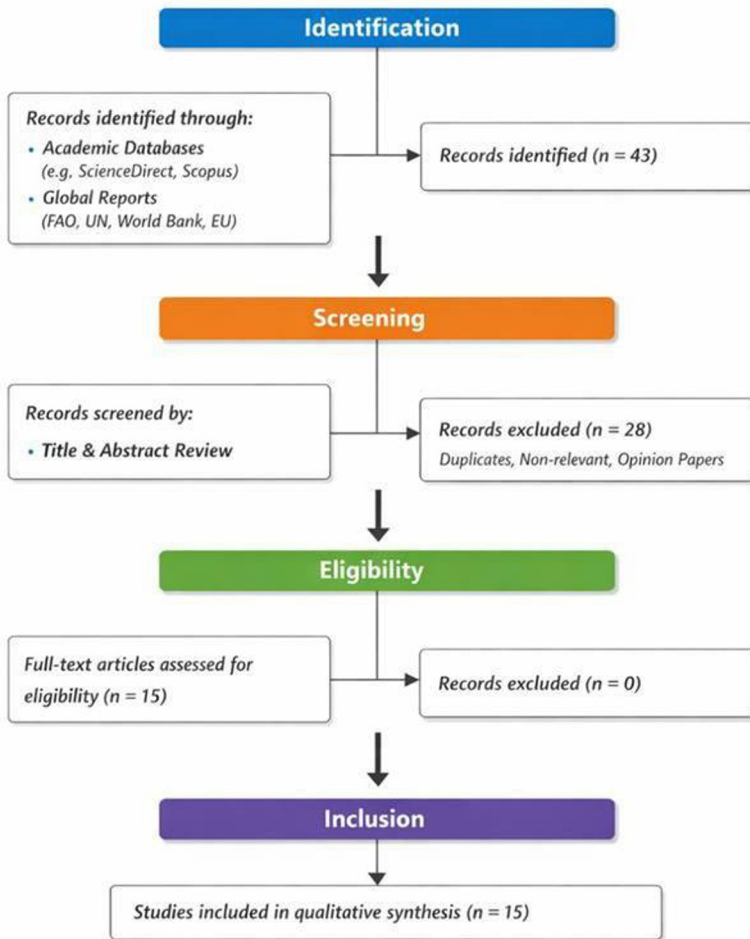 Identification
Records identified through:
• Academic Databases
(e.g, ScienceDirect, Scopus)
• Global Reports
(FAO, UN, World Bank, EU)
Records identified (n = 43)
Screening
Records screened by:
• Title & Abstract Review
Records excluded (n = 28)
Duplicates, Non-relevant, Opinion Papers
Eligibility
Full-text articles assessed for
eligibility (n = 15)
Records excluded (n = 0)
Inclusion
Studies included in qualitative synthesis (n = 15)